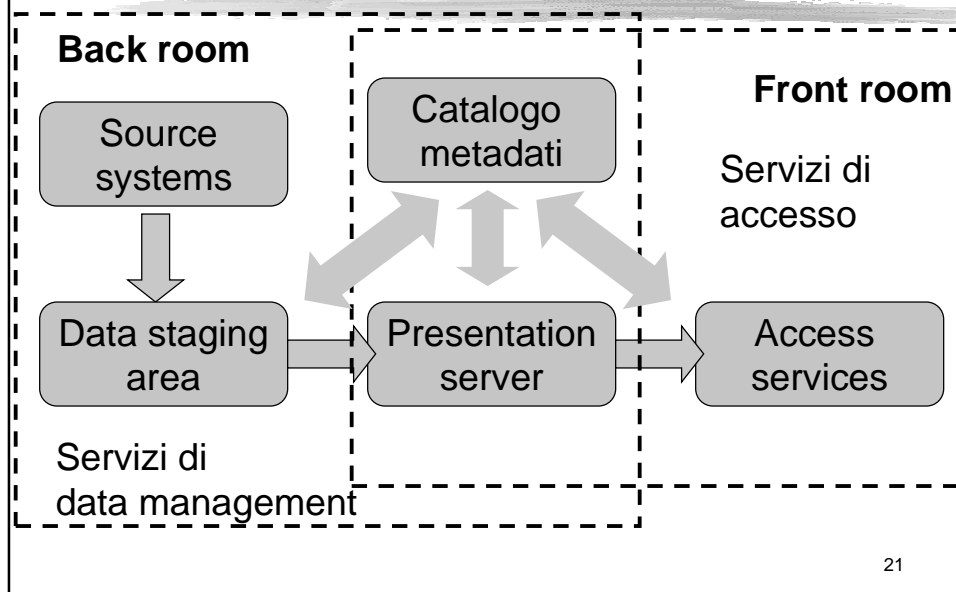 Back room
Front room
Source
systems
Catalogo
metadati
Servizi di
accesso
Data staging
area
Presentation
server
Access
services
Servizi di
data management
21